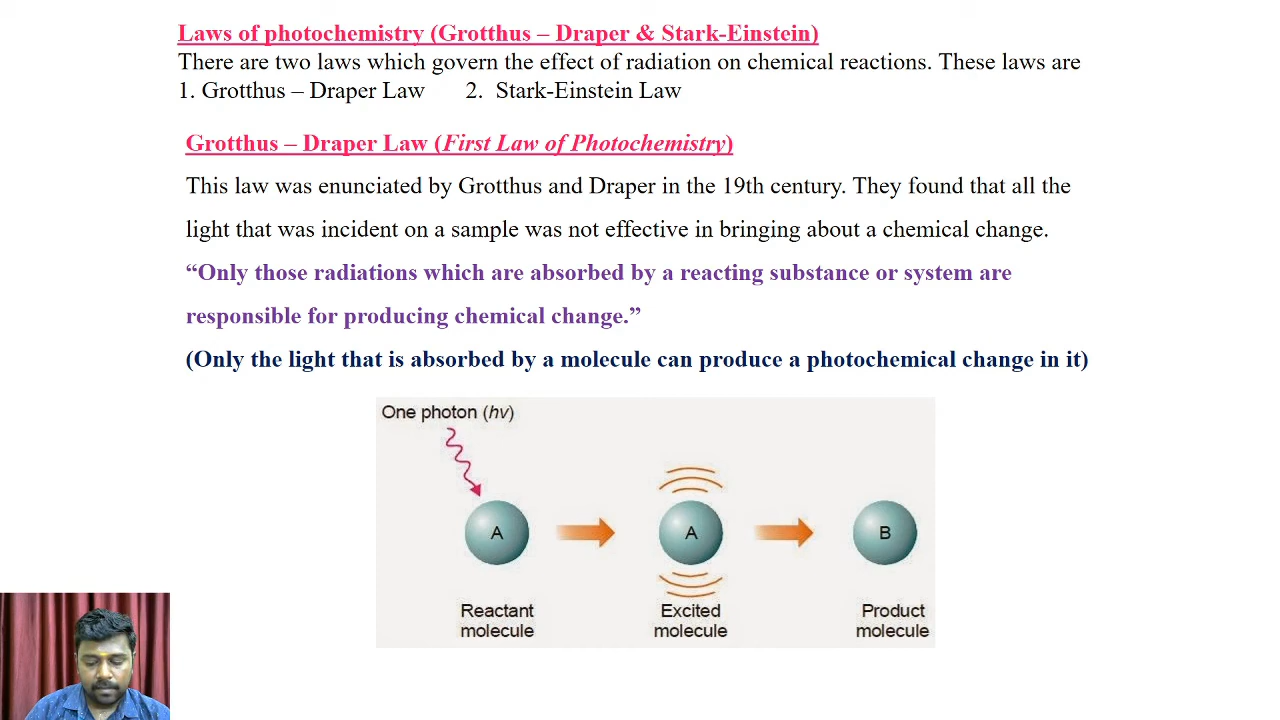 Laws of photochemistry (Grotthus – Draper & Stark-Einstein)
There are two laws which govern the effect of radiation on chemical reactions. These laws are
1. Grotthus – Draper Law 2. Stark-Einstein Law
Grotthus – Draper Law (First Law of Photochemistry)
This law was enunciated by Grotthus and Draper in the 19th century. They found that all the
light that was incident on a sample was not effective in bringing about a chemical change.
“Only those radiations which are absorbed by a reacting substance or system are
responsible for producing chemical change.”
(Only the light that is absorbed by a molecule can produce a photochemical change in it)
One photon (hν)
A A B
Reactant Excited Product
molecule molecule molecule